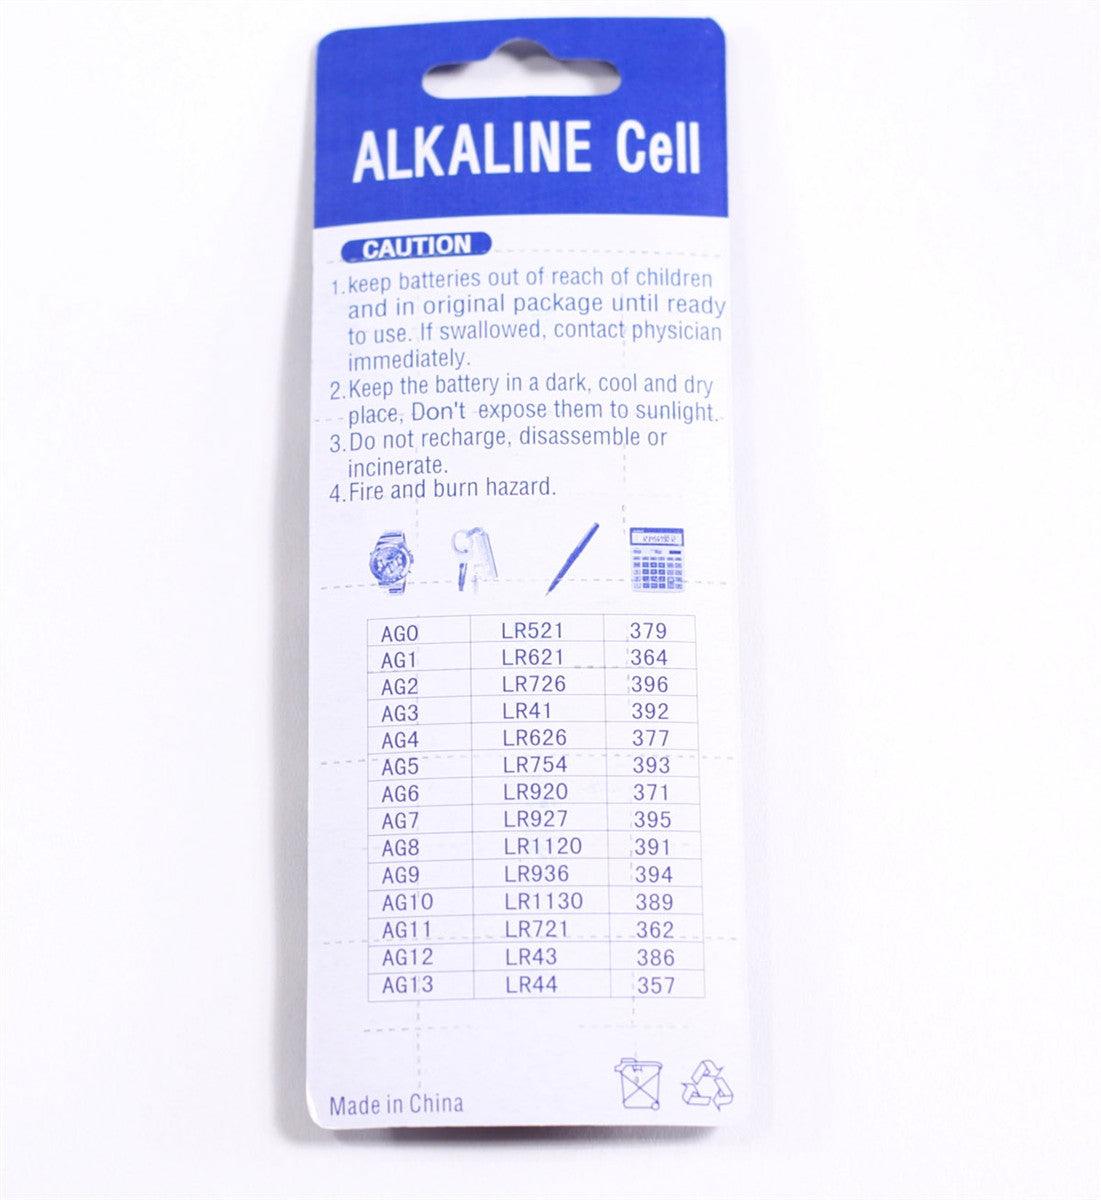 ALKALINE Cell
CAUTION
1.keep batteries out of reach of children
and in original package until ready
to use. If swallowed, contact physician
immediately.
2.Keep the battery in a dark, cool and dry
place, Don't expose them to sunlight.
3.Do not recharge, disassemble or
incinerate.
4.Fire and burn hazard.
AG0 LR521 379
AG1 LR621 364
AG2 LR726 396
AG3 LR41 392
AG4 LR626 377
AG5 LR754 393
AG6 LR920 371
AG7 LR927 395
AG8 LR1120 391
AG9 LR936 394
AG10 LR1130 389
AG11 LR721 362
AG12 LR43 386
AG13 LR44 357
Made in China